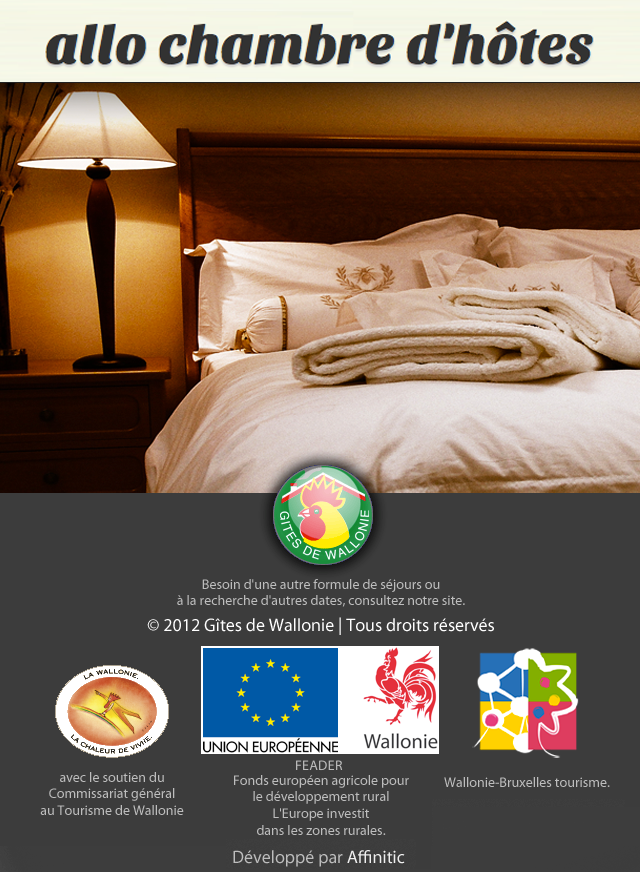 allo chambre d'hôtes
GITES DE WALLONIE
Besoin d'une autre formule de séjours ou
à la recherche d'autres dates, consultez notre site.
© 2012 Gîtes de Wallonie | Tous droits réservés
LA WALLONIE.
LA CHALEUR DE VIVRE.
avec le soutien du
Commissariat général
au Tourisme de Wallonie
UNION EUROPÉENNE
Wallonie
FEADER
Fonds européen agricole pour
le développement rural
L'Europe investit
dans les zones rurales.
Wallonie-Bruxelles tourisme.
Développé par Affinitic